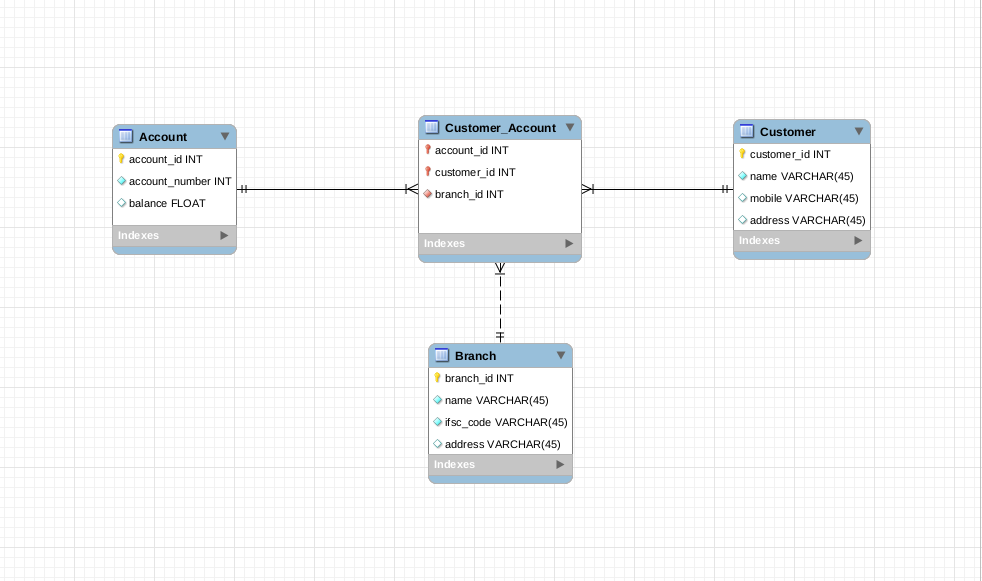 Account
account_id INT
account_number INT
balance FLOAT
Indexes
Customer_Account
account_id INT
customer_id INT
branch_id INT
Indexes
Customer
customer_id INT
name VARCHAR(45)
mobile VARCHAR(45)
address VARCHAR(45)
Indexes
Branch
branch_id INT
name VARCHAR(45)
ifsc_code VARCHAR(45)
address VARCHAR(45)
Indexes